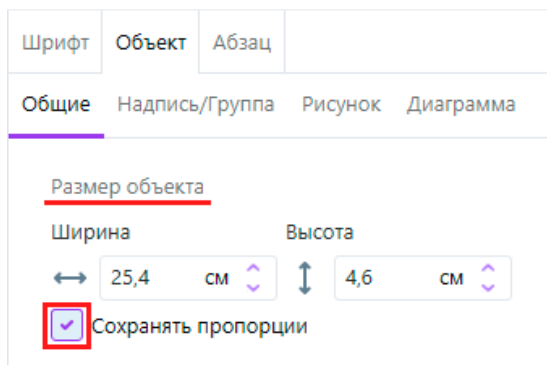 Шрифт Объект Абзац
Общие Надпись/Группа Рисунок Диаграмма
Размер объекта
Ширина Высота
25,4 см 4,6 см
Сохранять пропорции